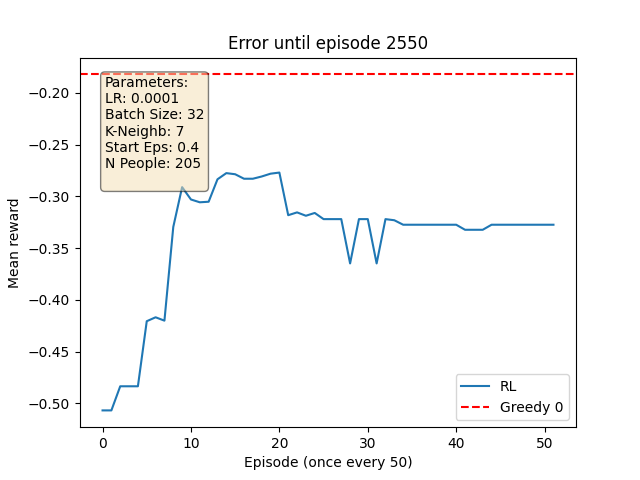 Error until episode 2550
Parameters:
LR: 0.0001
Batch Size: 32
K-Neighb: 7
Start Eps: 0.4
N People: 205
Mean reward
−0.20
−0.25
−0.30
−0.35
−0.40
−0.45
−0.50
RL
Greedy 0
0 10 20 30 40 50
Episode (once every 50)